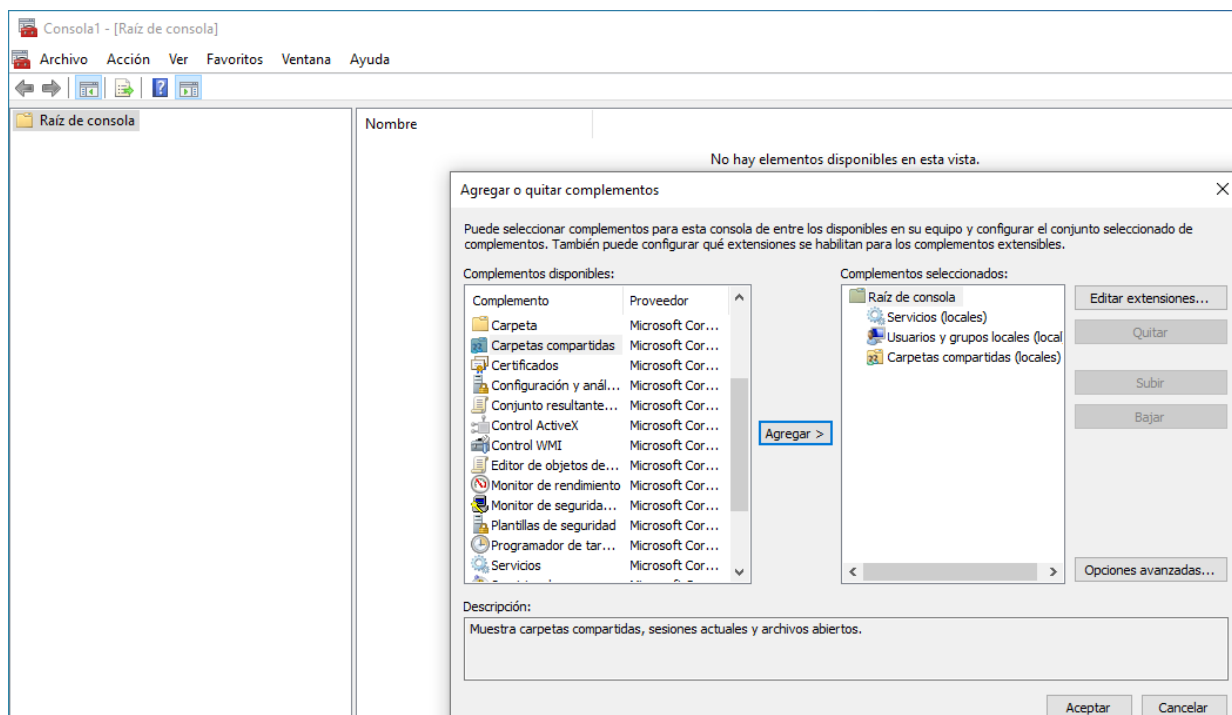 Consola1 - [Raíz de consola]
Archivo Acción Ver Favoritos Ventana Ayuda
Raíz de consola
Nombre
No hay elementos disponibles en esta vista.
Agregar o quitar complementos
Puede seleccionar complementos para esta consola de entre los disponibles en su equipo y configurar el conjunto seleccionado de
complementos. También puede configurar qué extensiones se habilitan para los complementos extensibles.
Complementos disponibles:
Complemento Proveedor
Carpeta Microsoft Cor...
Carpetas compartidas Microsoft Cor...
Certificados Microsoft Cor...
Configuración y anál... Microsoft Cor...
Conjunto resultante... Microsoft Cor...
Control ActiveX Microsoft Cor...
Control WMI Microsoft Cor...
Editor de objetos de... Microsoft Cor...
Monitor de rendimiento Microsoft Cor...
Monitor de segurida... Microsoft Cor...
Plantillas de seguridad Microsoft Cor...
Programador de tar... Microsoft Cor...
Servicios Microsoft Cor...
Agregar >
Complementos seleccionados:
Raíz de consola
Servicios (locales)
Usuarios y grupos locales (local
Carpetas compartidas (locales)
Editar extensiones...
Quitar
Subir
Bajar
Opciones avanzadas...
Descripción:
Muestra carpetas compartidas, sesiones actuales y archivos abiertos.
Aceptar Cancelar